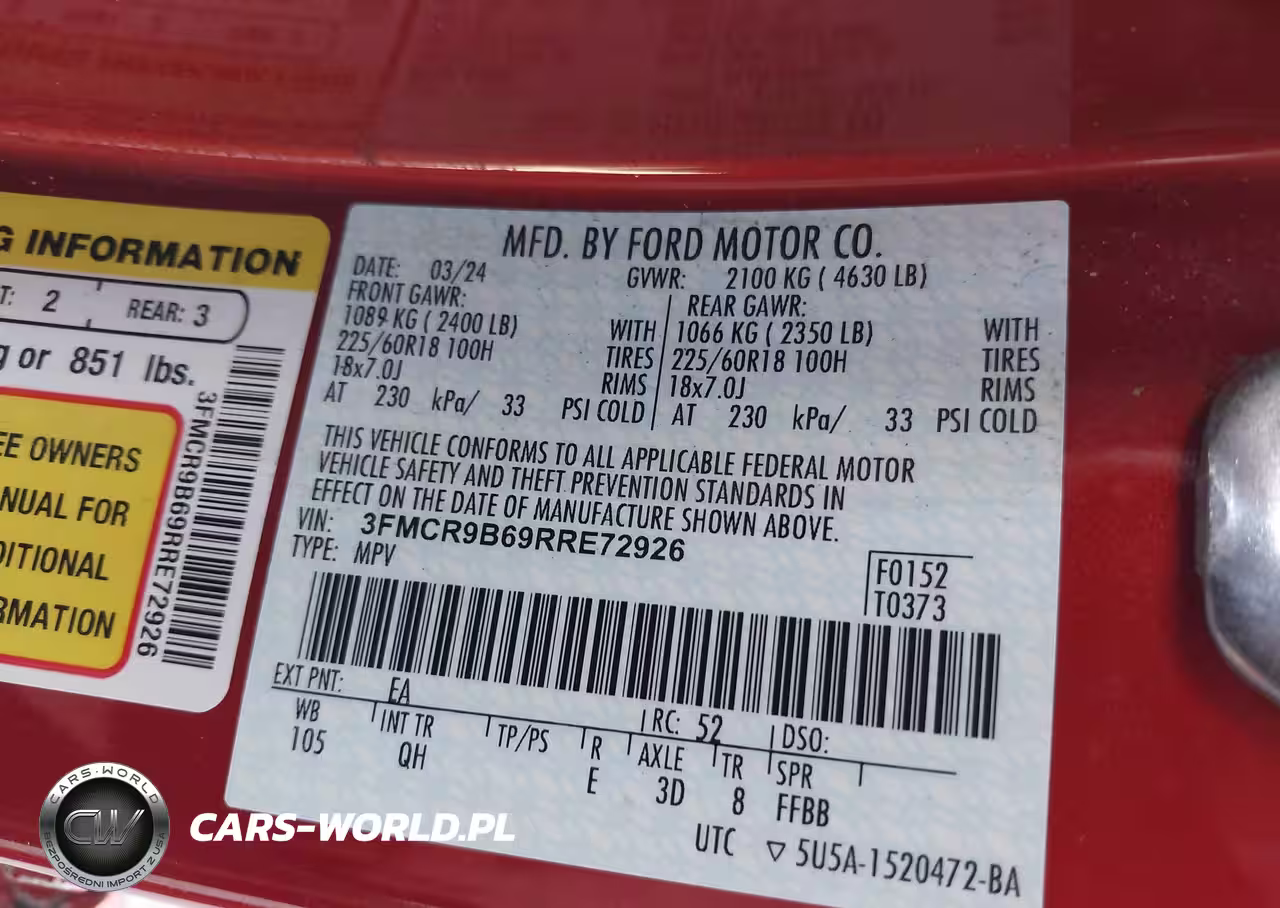 G INFORMATION
T: 2 REAR: 3
g or 851 lbs.
EE OWNERS
NUAL FOR
DITIONAL
RMATION
3FMCR9B69RRE72926
MFD. BY FORD MOTOR CO.
DATE: 03/24 GVWR: 2100 KG ( 4630 LB)
FRONT GAWR: REAR GAWR:
1089 KG ( 2400 LB) WITH 1066 KG ( 2350 LB) WITH
225/60R18 100H TIRES 225/60R18 100H TIRES
18x7.0J RIMS 18x7.0J RIMS
AT 230 kPa/ 33 PSI COLD AT 230 kPa/ 33 PSI COLD
THIS VEHICLE CONFORMS TO ALL APPLICABLE FEDERAL MOTOR
VEHICLE SAFETY AND THEFT PREVENTION STANDARDS IN
EFFECT ON THE DATE OF MANUFACTURE SHOWN ABOVE.
VIN: 3FMCR9B69RRE72926
TYPE: MPV
F0152
T0373
EXT PNT: EA RC: 52 DSO:
WB INT TR TP/PS R AXLE TR SPR
105 QH E 3D 8 FFBB
UTC ▽ 5U5A-1520472-BA
CARS-WORLD
CW
BEZPOŚREDNI IMPORT Z USA
CARS-WORLD.PL